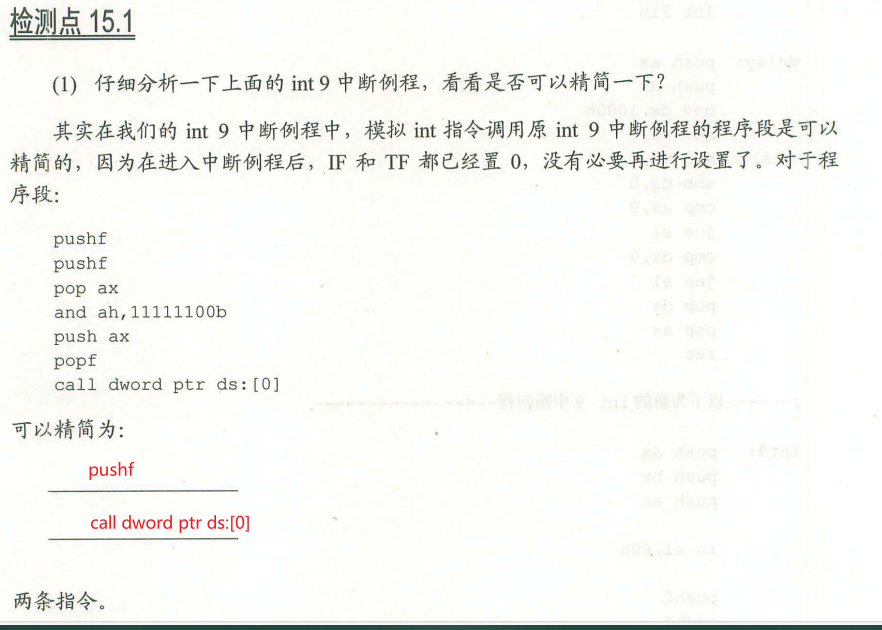 检测点 15.1
(1) 仔细分析一下上面的 int 9 中断例程，看看是否可以精简一下？
其实在我们的 int 9 中断例程中，模拟 int 指令调用原 int 9 中断例程的程序段是可以
精简的，因为在进入中断例程后，IF 和 TF 都已经置 0，没有必要再进行设置了。对于程
序段：
pushf
pushf
pop ax
and ah,11111100b
push ax
popf
call dword ptr ds:[0]
可以精简为：
pushf
call dword ptr ds:[0]
两条指令。